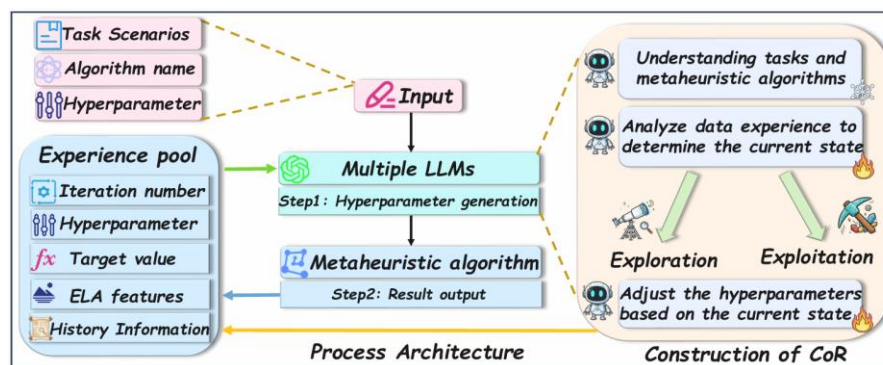 Task Scenarios
Algorithm name
Hyperparameter
Input
Experience pool
Iteration number
Hyperparameter
fx Target value
ELA features
History Information
Multiple LLMs
Step1: Hyperparameter generation
Metaheuristic algorithm
Step2: Result output
Process Architecture
Understanding tasks and
metaheuristic algorithms
Analyze data experience to
determine the current state
Exploration
Exploitation
Adjust the hyperparameters
based on the current state
Construction of CoR